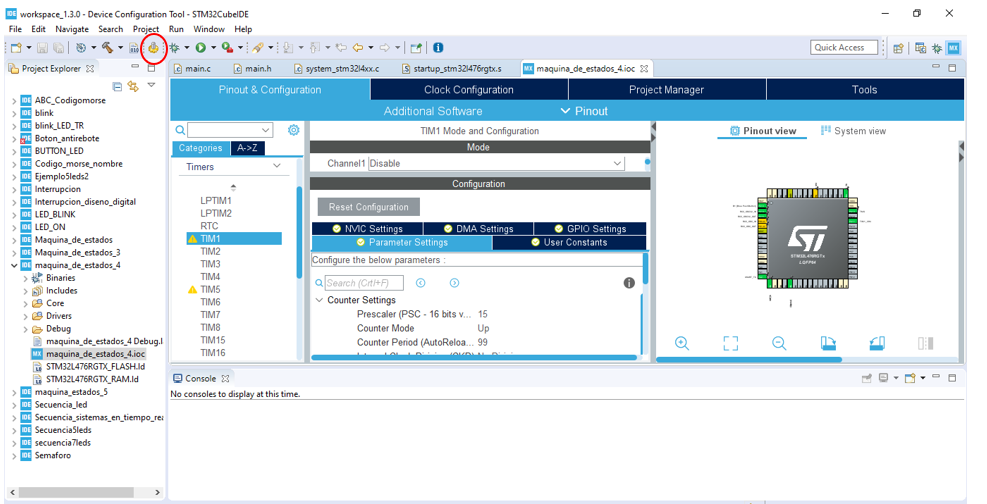 workspace_1.3.0 - Device Configuration Tool - STM32CubeIDE
File Edit Navigate Search Project Run Window Help
Quick Access
Project Explorer
main.c
main.h
system_stm32l4xx.c
startup_stm32l476rgtx.s
maquina_de_estados_4.ioc
ABC_Codigomorse
blink
blink_LED_TR
Boton_antirebote
BUTTON_LED
Codigo_morse_nombre
Ejemplo5leds2
Interrupcion
Interrupcion_diseno_digital
LED_BLINK
LED_ON
Maquina_de_estados
Maquina_de_estados_3
maquina_de_estados_4
Binaries
Includes
Core
Drivers
Debug
maquina_de_estados_4 Debug.l
maquina_de_estados_4.ioc
STM32L476RGTX_FLASH.ld
STM32L476RGTX_RAM.ld
maquina_estados_5
Secuencia_led
Secuencia_sistemas_en_tiempo_rea
Secuencia5leds
secuencia7leds
Semaforo
Pinout & Configuration
Clock Configuration
Project Manager
Tools
Additional Software
Pinout
Categories
A->Z
Timers
LPTIM1
LPTIM2
RTC
TIM1
TIM2
TIM3
TIM4
TIM5
TIM6
TIM7
TIM8
TIM15
TIM16
TIM1 Mode and Configuration
Mode
Channel1 Disable
Configuration
Reset Configuration
NVIC Settings
DMA Settings
GPIO Settings
Parameter Settings
User Constants
Configure the below parameters :
Search (Crtl+F)
Counter Settings
Prescaler (PSC - 16 bits v... 15
Counter Mode Up
Counter Period (AutoReloa... 99
Pinout view
System view
STM32L476RGTx
LQFP64
Console
No consoles to display at this time.